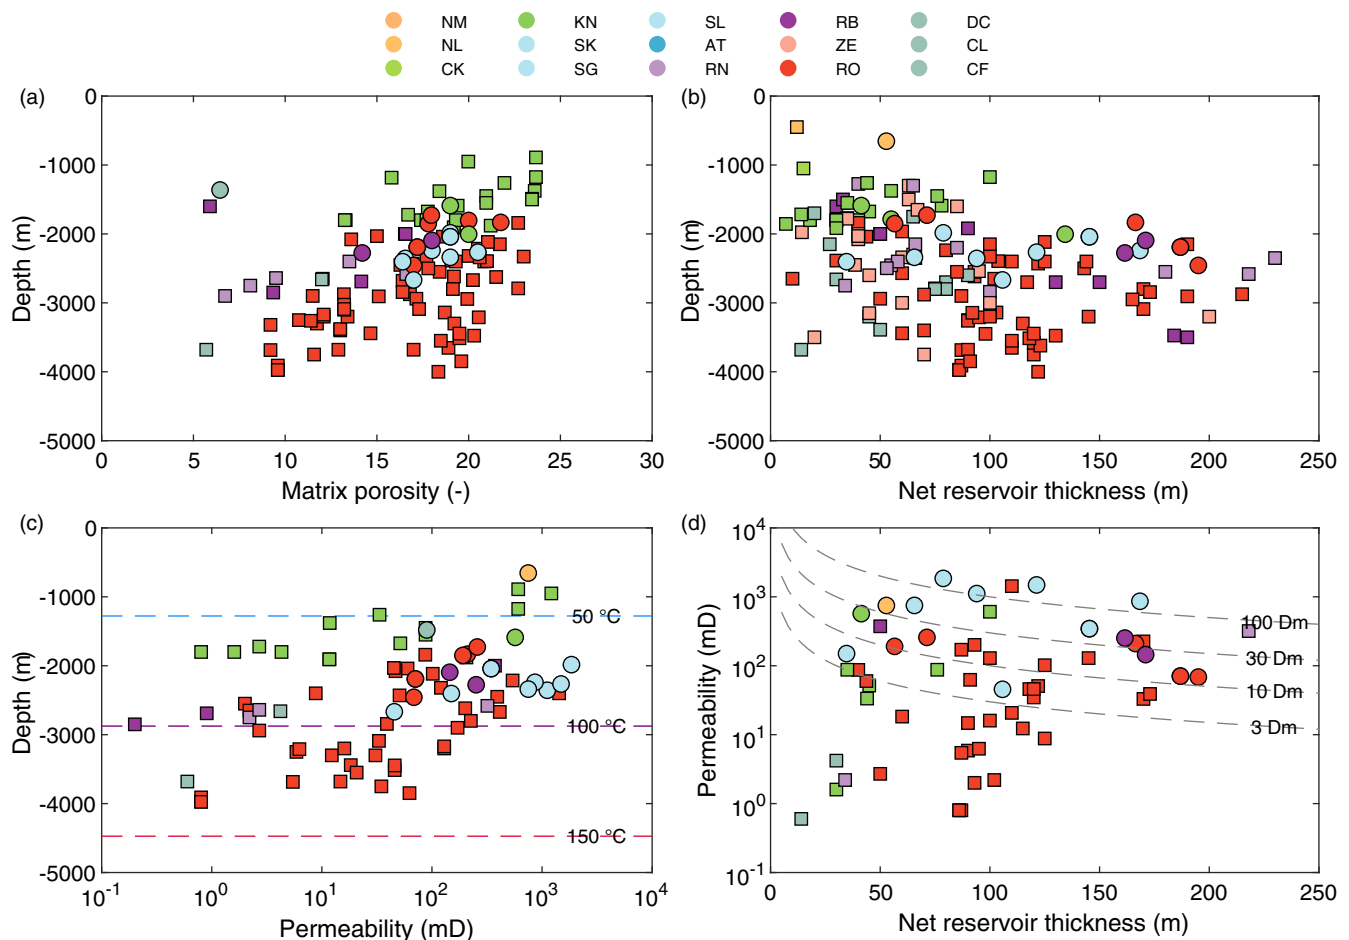 NM KN SL RB DC
NL SK AT ZE CL
CK SG RN RO CF
(a)
0
-1000
-2000
-3000
-4000
-5000
Depth (m)
0 5 10 15 20 25 30
Matrix porosity (-)
(b)
0
-1000
-2000
-3000
-4000
-5000
Depth (m)
0 50 100 150 200 250
Net reservoir thickness (m)
(c)
0
-1000
-2000
-3000
-4000
-5000
Depth (m)
50 °C
100 °C
150 °C
10-1 100 101 102 103 104
Permeability (mD)
(d)
104
103
102
101
100
10-1
Permeability (mD)
100 Dm
30 Dm
10 Dm
3 Dm
0 50 100 150 200 250
Net reservoir thickness (m)